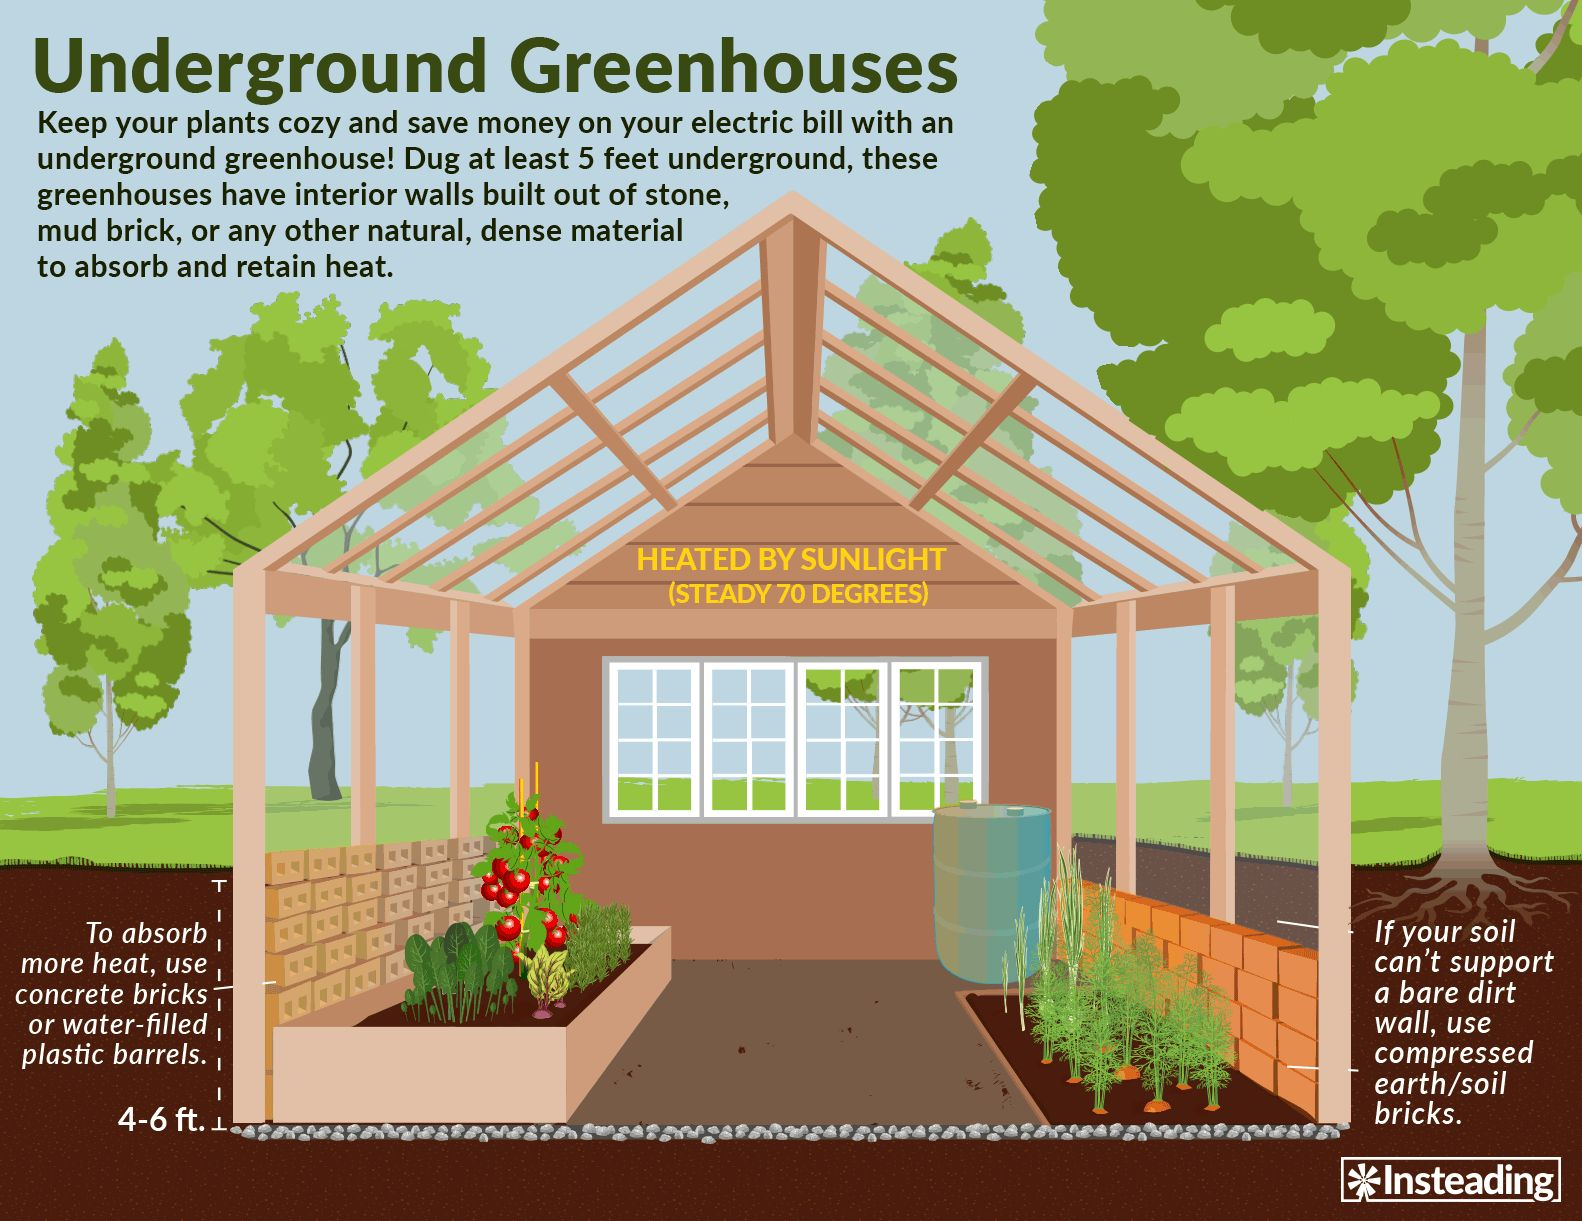 Underground Greenhouses
Keep your plants cozy and save money on your electric bill with an
underground greenhouse! Dug at least 5 feet underground, these
greenhouses have interior walls built out of stone,
mud brick, or any other natural, dense material
to absorb and retain heat.
HEATED BY SUNLIGHT
(STEADY 70 DEGREES)
To absorb
more heat, use
concrete bricks
or water-filled
plastic barrels.
4-6 ft.
If your soil
can’t support
a bare dirt
wall, use
compressed
earth/soil
bricks.
Insteading